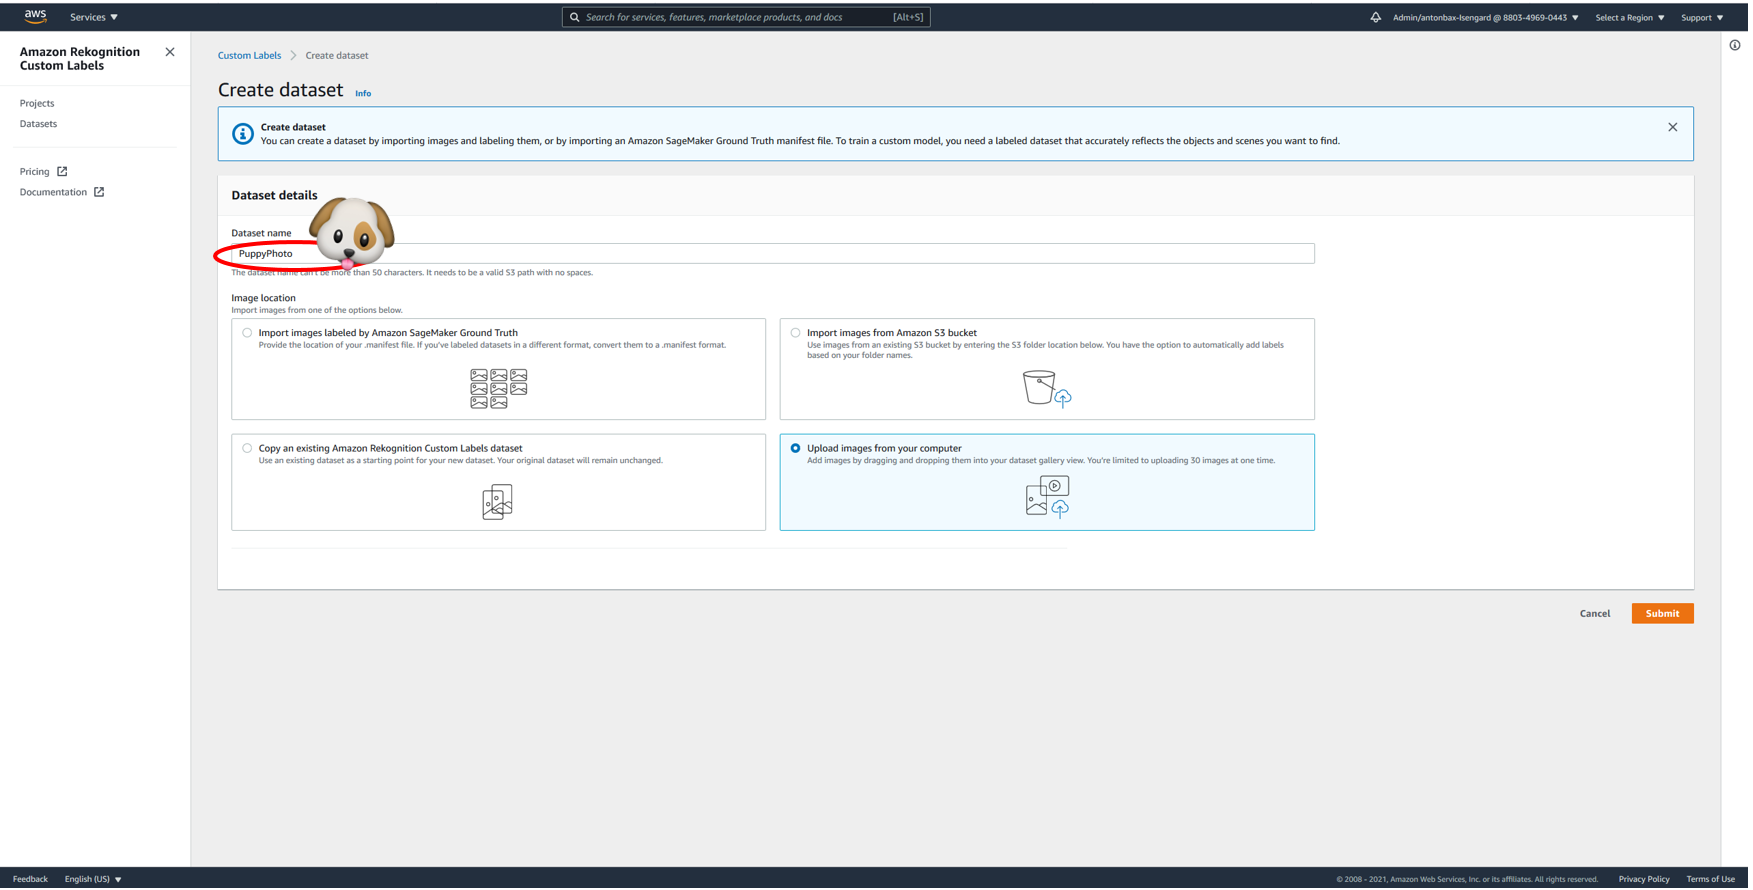 aws
Services
Search for services, features, marketplace products, and docs
[Alt+S]
Admin/antonbax-Isengard @ 8803-4969-0443
Select a Region
Support
Amazon Rekognition
Custom Labels
Projects
Datasets
Pricing
Documentation
Custom Labels
Create dataset
Create dataset
Info
Create dataset
You can create a dataset by importing images and labeling them, or by importing an Amazon SageMaker Ground Truth manifest file. To train a custom model, you need a labeled dataset that accurately reflects the objects and scenes you want to find.
Dataset details
Dataset name
PuppyPhoto
The dataset name can't be more than 50 characters. It needs to be a valid S3 path with no spaces.
Image location
Import images from one of the options below.
Import images labeled by Amazon SageMaker Ground Truth
Provide the location of your .manifest file. If you've labeled datasets in a different format, convert them to a .manifest format.
Import images from Amazon S3 bucket
Use images from an existing S3 bucket by entering the S3 folder location below. You have the option to automatically add labels
based on your folder names.
Copy an existing Amazon Rekognition Custom Labels dataset
Use an existing dataset as a starting point for your new dataset. Your original dataset will remain unchanged.
Upload images from your computer
Add images by dragging and dropping them into your dataset gallery view. You're limited to uploading 30 images at one time.
Cancel
Submit
Feedback
English (US)
© 2008 - 2021, Amazon Web Services, Inc. or its affiliates. All rights reserved.
Privacy Policy
Terms of Use